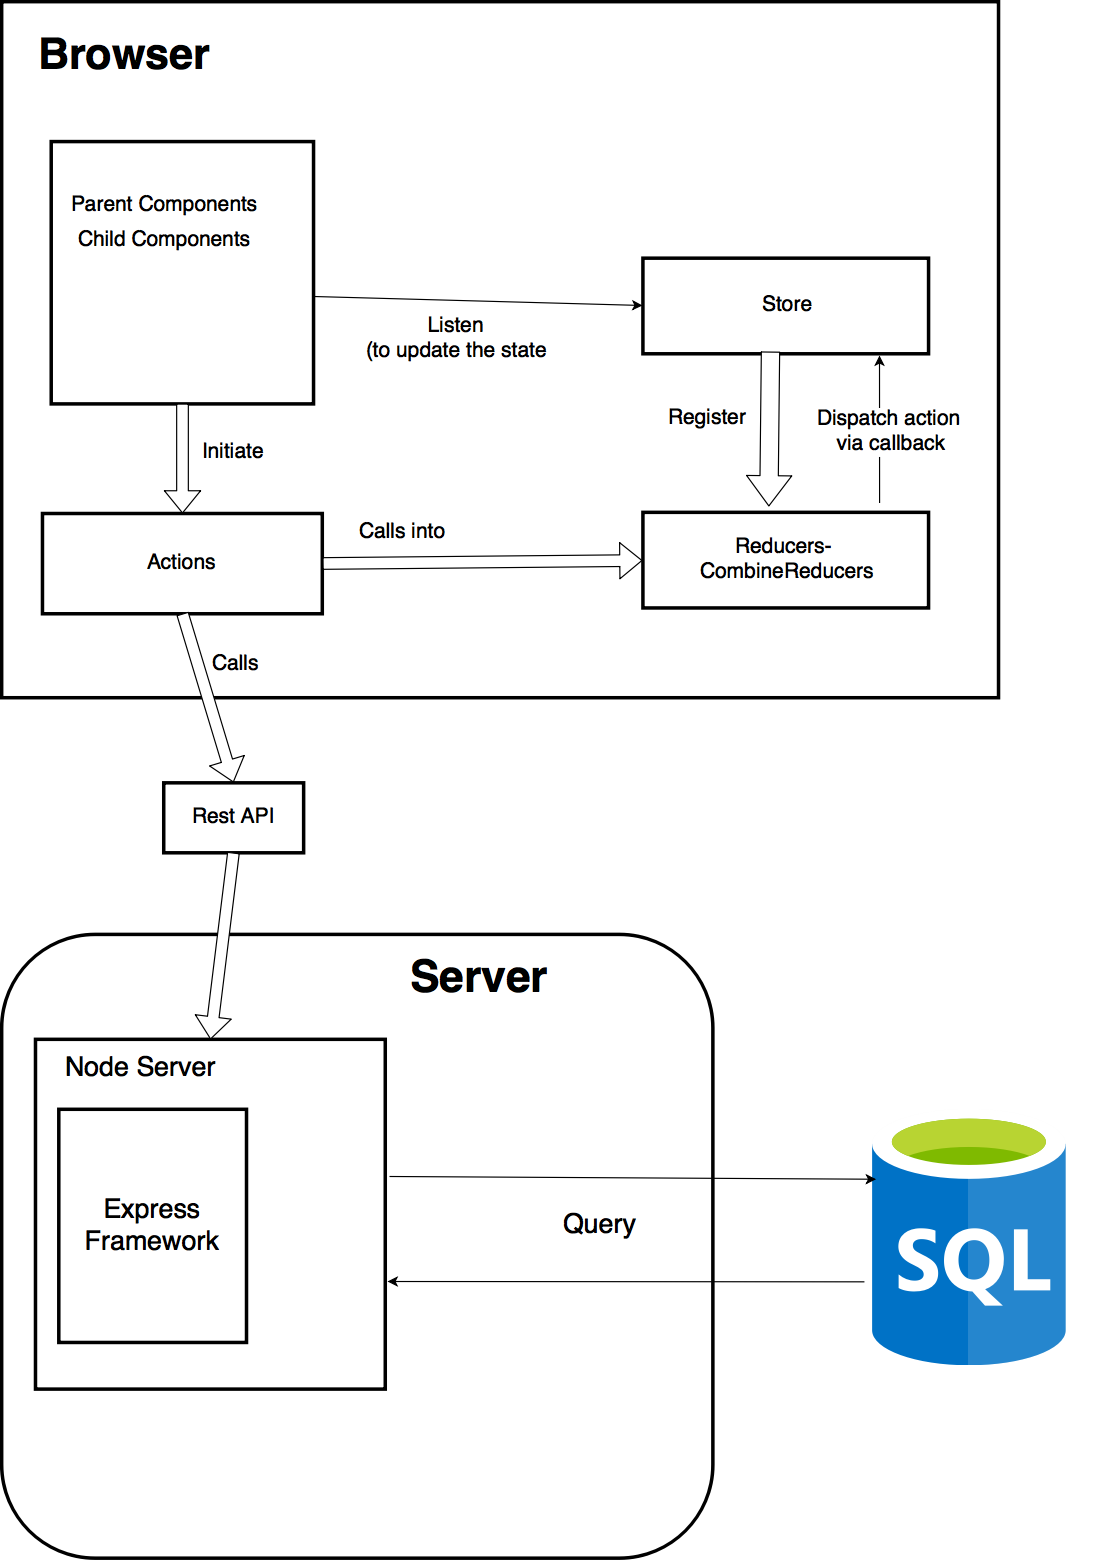 Browser
Parent Components
Child Components
Store
Listen
(to update the state
Register
Dispatch action
via callback
Initiate
Calls into
Actions
Reducers-
CombineReducers
Calls
Rest API
Server
Node Server
Express
Framework
Query
SQL